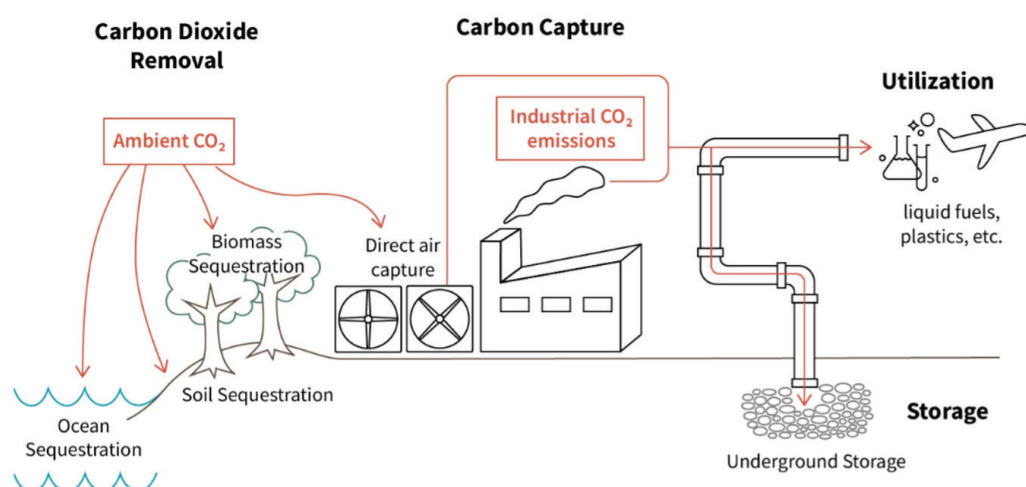 Carbon Dioxide
Removal
Carbon Capture
Utilization
Ambient CO₂
Industrial CO₂
emissions
liquid fuels,
plastics, etc.
Biomass
Sequestration
Direct air
capture
Soil Sequestration
Ocean
Sequestration
Storage
Underground Storage